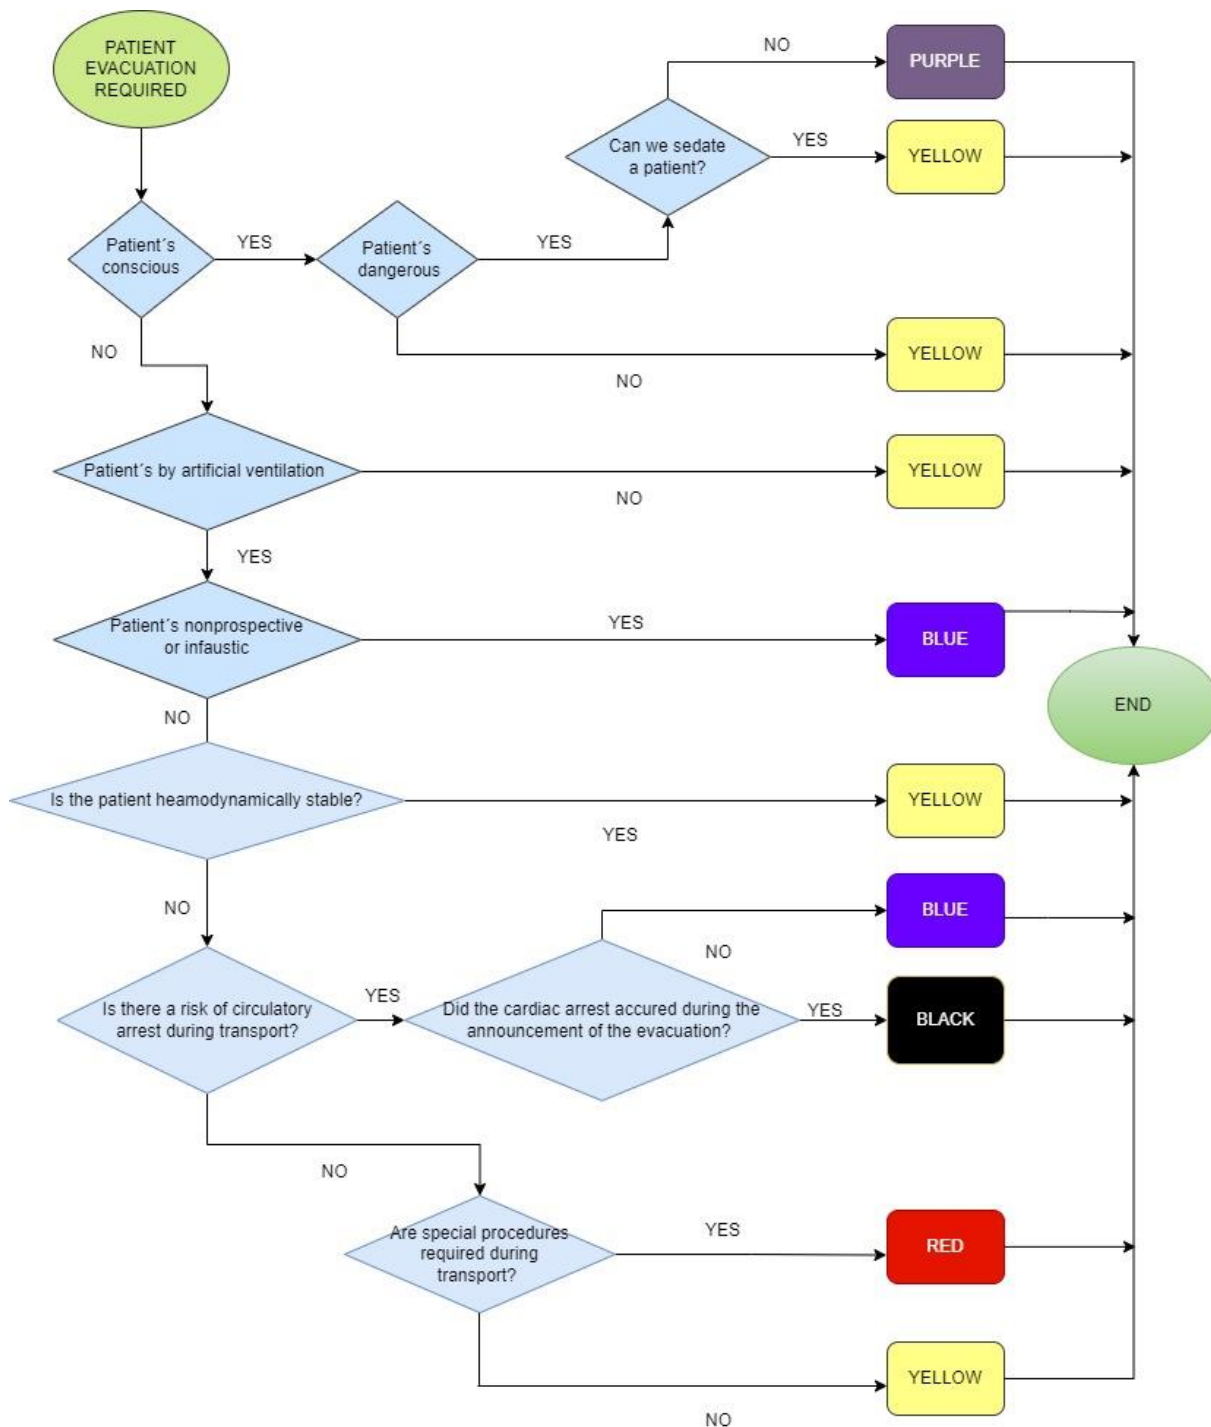 PATIENT
EVACUATION
REQUIRED
NO
PURPLE
Can we sedate
a patient?
YES
YELLOW
Patient´s
conscious
YES
Patient´s
dangerous
YES
NO
YELLOW
NO
Patient´s by artificial ventilation
YELLOW
NO
YES
Patient´s nonprospective
or infaustic
YES
BLUE
END
NO
Is the patient heamodynamically stable?
YELLOW
YES
NO
BLUE
NO
Is there a risk of circulatory
arrest during transport?
YES
Did the cardiac arrest accured during the
announcement of the evacuation?
YES
BLACK
NO
Are special procedures
required during
transport?
YES
RED
YELLOW
NO